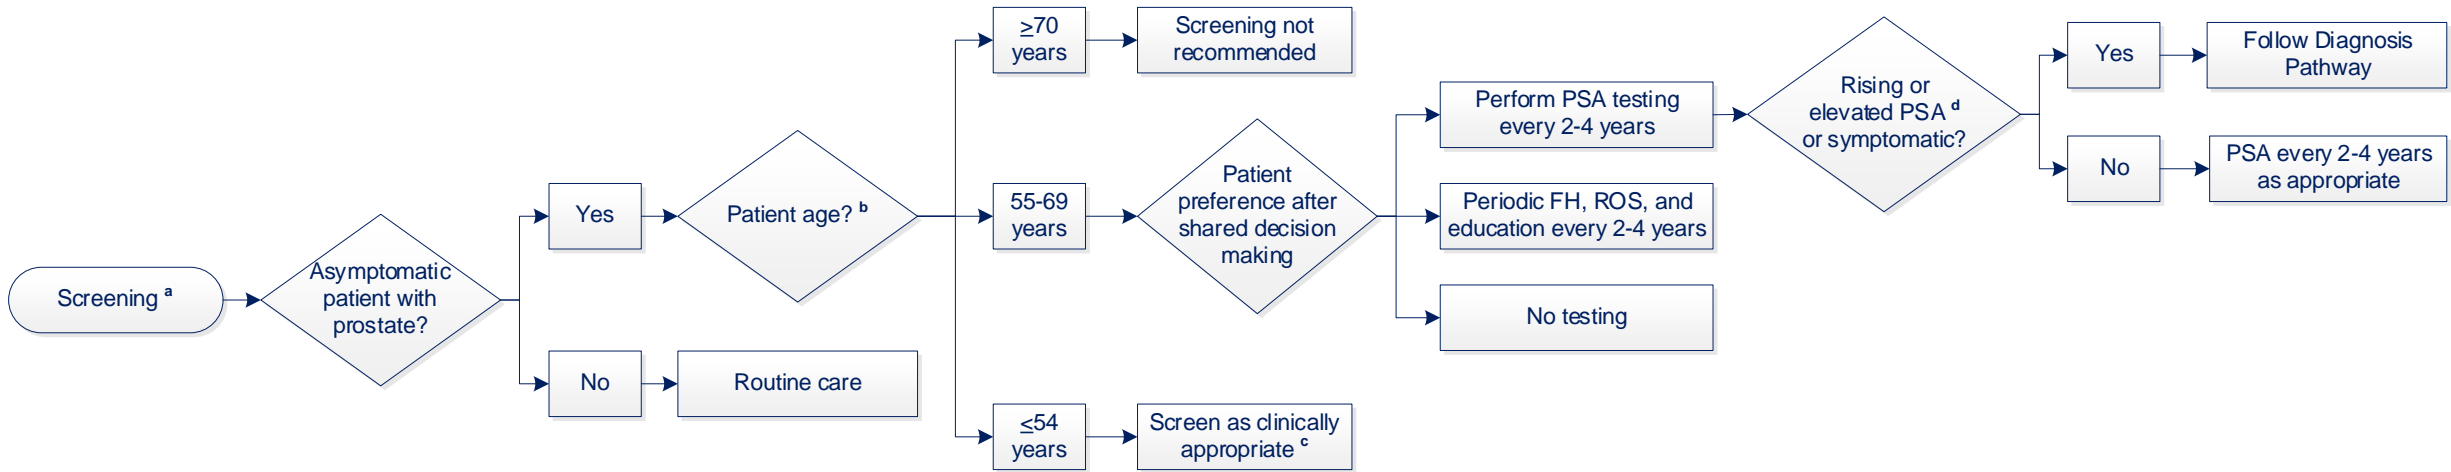 Screening a
Asymptomatic
patient with
prostate?
Yes
No
Routine care
Patient age? b
≥70
years
Screening not
recommended
55-69
years
Patient
preference after
shared decision
making
≤54
years
Screen as clinically
appropriate c
Perform PSA testing
every 2-4 years
Periodic FH, ROS, and
education every 2-4 years
No testing
Rising or
elevated PSA d
or symptomatic?
Yes
Follow Diagnosis
Pathway
No
PSA every 2-4 years
as appropriate